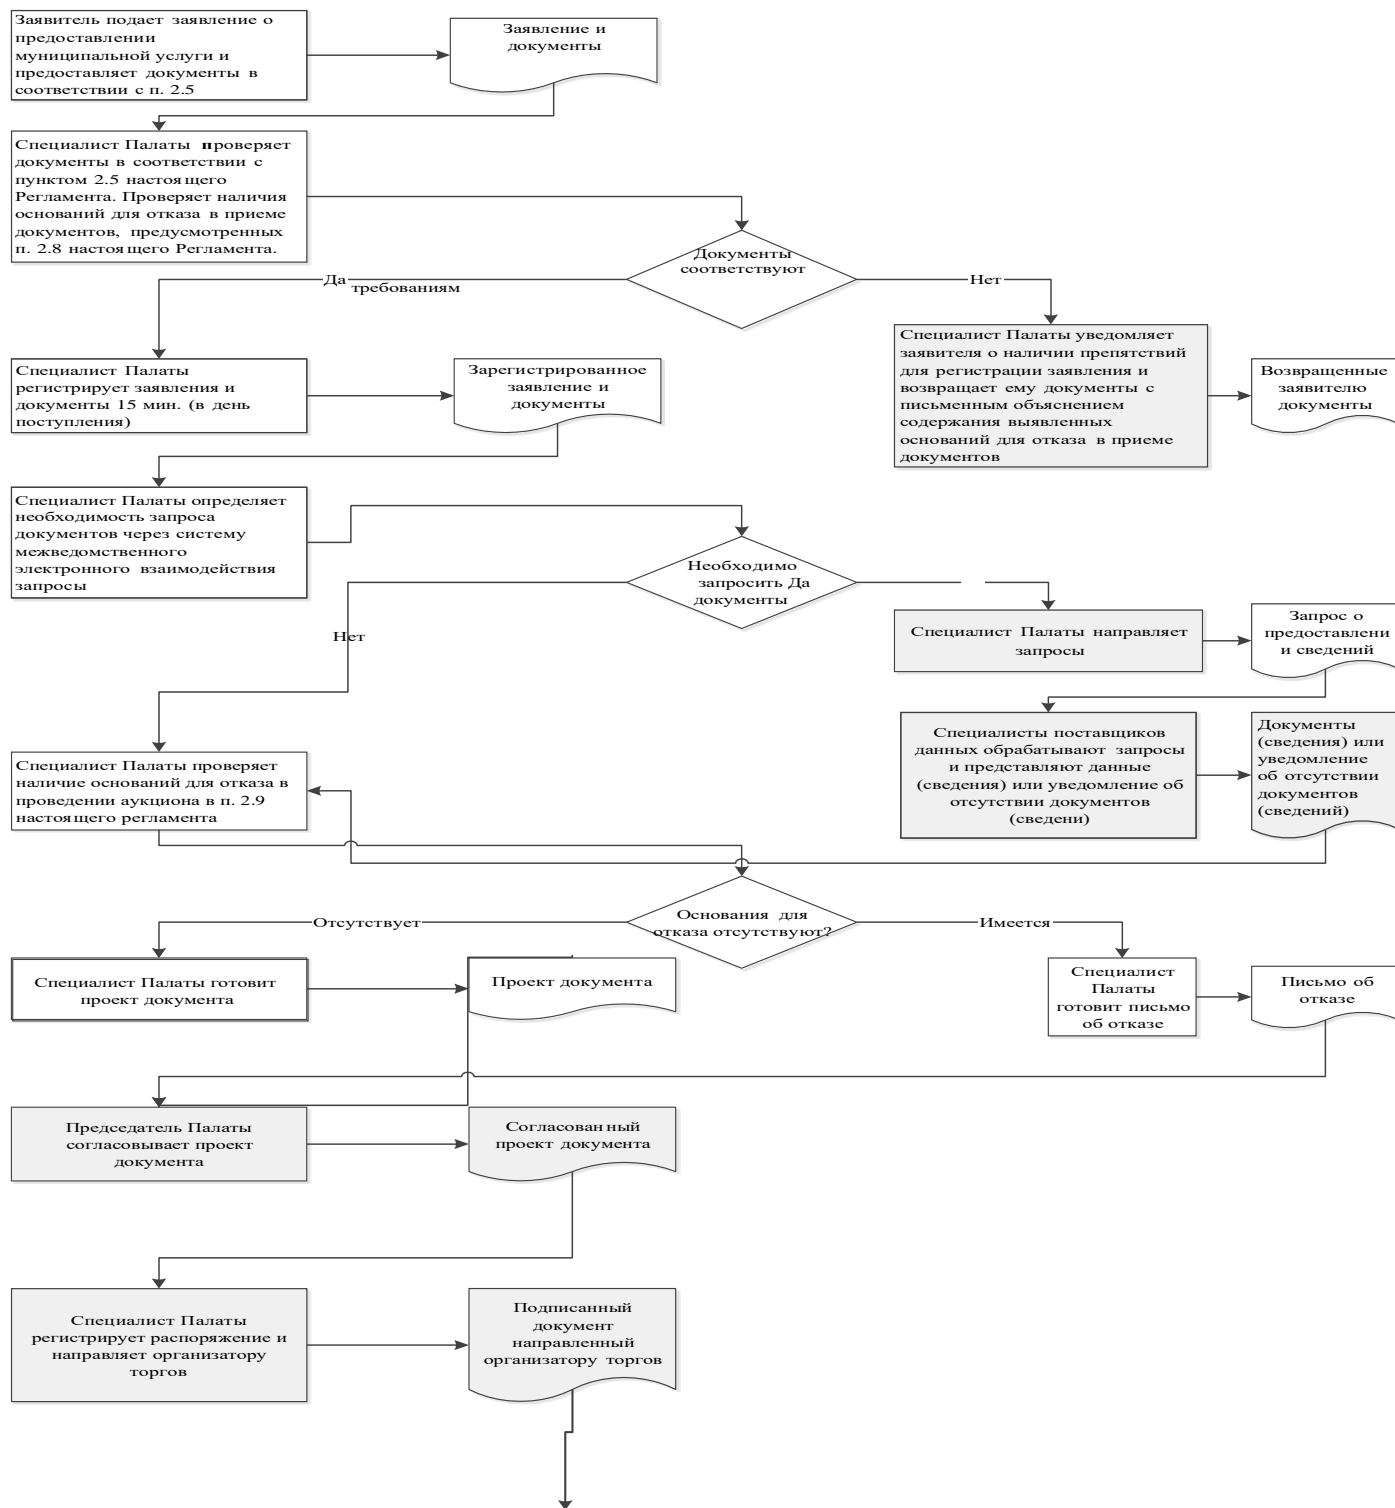 Заявитель подает заявление о
предоставлении
муниципальной услуги и
предоставляет документы в
соответствии с п. 2.5
Заявление и
документы
Специалист Палаты проверяет
документы в соответствии с
пунктом 2.5 настоящего
Регламента. Проверяет наличия
оснований для отказа в приеме
документов, предусмотренных
п. 2.8 настоящего Регламента.
Документы
соответствуют
Да
требованиям
Нет
Специалист Палаты уведомляет
заявителя о наличии препятствий
для регистрации заявления и
возвращает ему документы с
письменным объяснением
содержания выявленных
оснований для отказа в приеме
документов
Возвращенные
заявителю
документы
Специалист Палаты
регистрирует заявления и
документы 15 мин. (в день
поступления)
Зарегистрированное
заявление и
документы
Специалист Палаты определяет
необходимость запроса
документов через систему
межведомственного
электронного взаимодействия
запросы
Необходимо
запросить Да
документы
Нет
Специалист Палаты направляет
запросы
Запрос о
предоставлени
и сведений
Специалисты поставщиков
данных обрабатывают запросы
и представляют данные
(сведения) или уведомление об
отсутствии документов
(сведени)
Документы
(сведения) или
уведомление
об отсутствии
документов
(сведений)
Специалист Палаты проверяет
наличие оснований для отказа в
проведении аукциона в п. 2.9
настоящего регламента
Основания для
отказа отсутствуют?
Отсутствует
Имеется
Специалист Палаты готовит
проект документа
Проект документа
Специалист
Палаты
готовит письмо
об отказе
Письмо об
отказе
Председатель Палаты
согласовывает проект
документа
Согласованный
проект документа
Специалист Палаты
регистрирует распоряжение и
направляет организатору
торгов
Подписанный
документ
направленный
организатору торгов